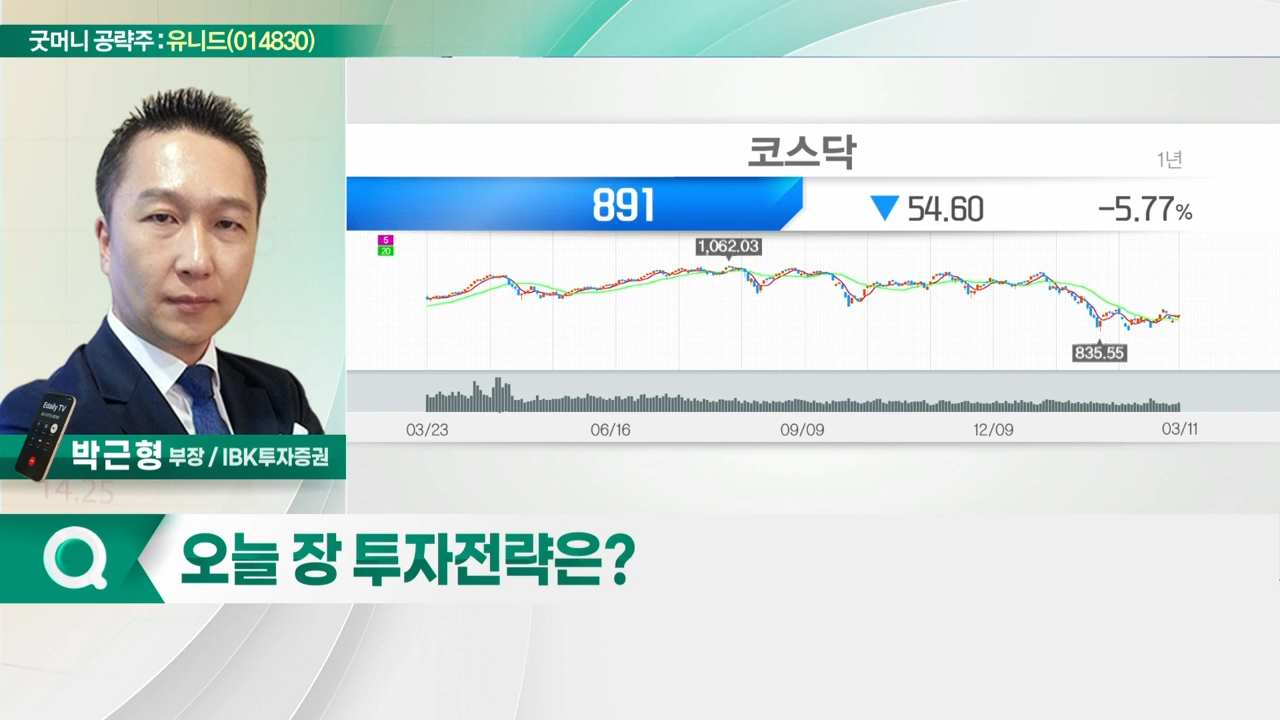 굿머니 공략주 : 유니드(014830)
코스닥
1년
891
▼ 54.60
-5.77%
5
20
1,062.03
835.55
03/23
06/16
09/09
12/09
03/11
Edaily TV
박근형 부장 / IBK투자증권
14.25
Q
오늘 장 투자전략은?